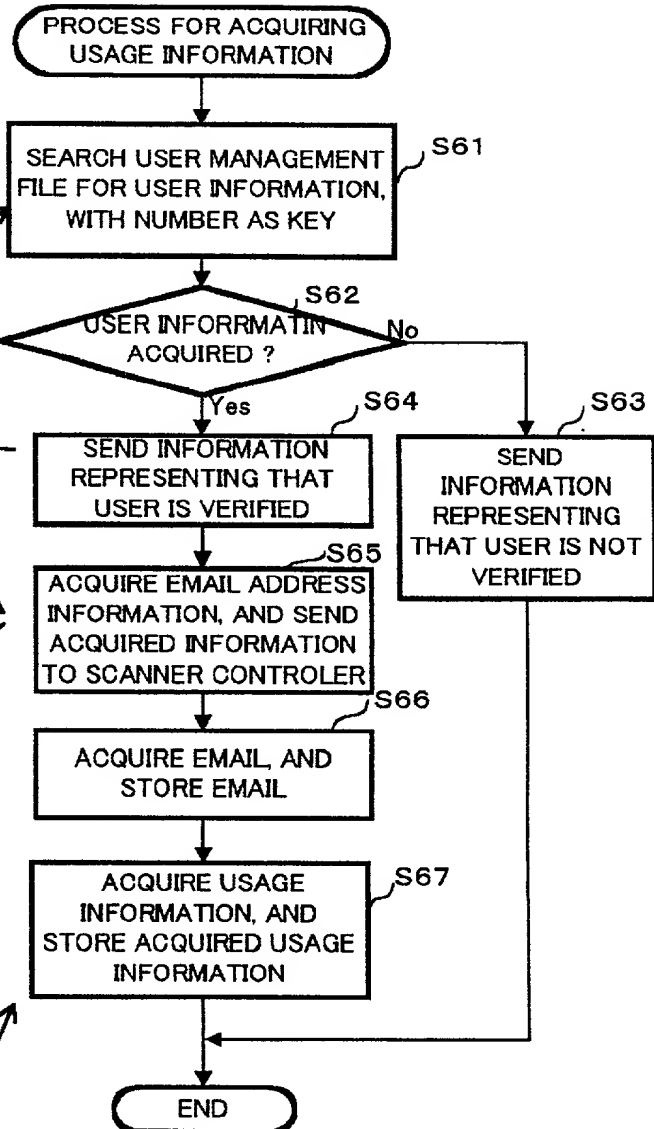 PROCESS FOR ACQUIRING
USAGE INFORMATION
S61
SEARCH USER MANAGEMENT
FILE FOR USER INFORMATION,
WITH NUMBER AS KEY
S62
USER INFORRMATIN
ACQUIRED ?
No
Yes
S64
SEND INFORMATION
REPRESENTING THAT
USER IS VERIFIED
S63
SEND
INFORMATION
REPRESENTING
THAT USER IS NOT
VERIFIED
S65
ACQUIRE EMAIL ADDRESS
INFORMATION, AND SEND
ACQUIRED INFORMATION
TO SCANNER CONTROLER
S66
ACQUIRE EMAIL, AND
STORE EMAIL
S67
ACQUIRE USAGE
INFORMATION, AND
STORE ACQUIRED USAGE
INFORMATION
END